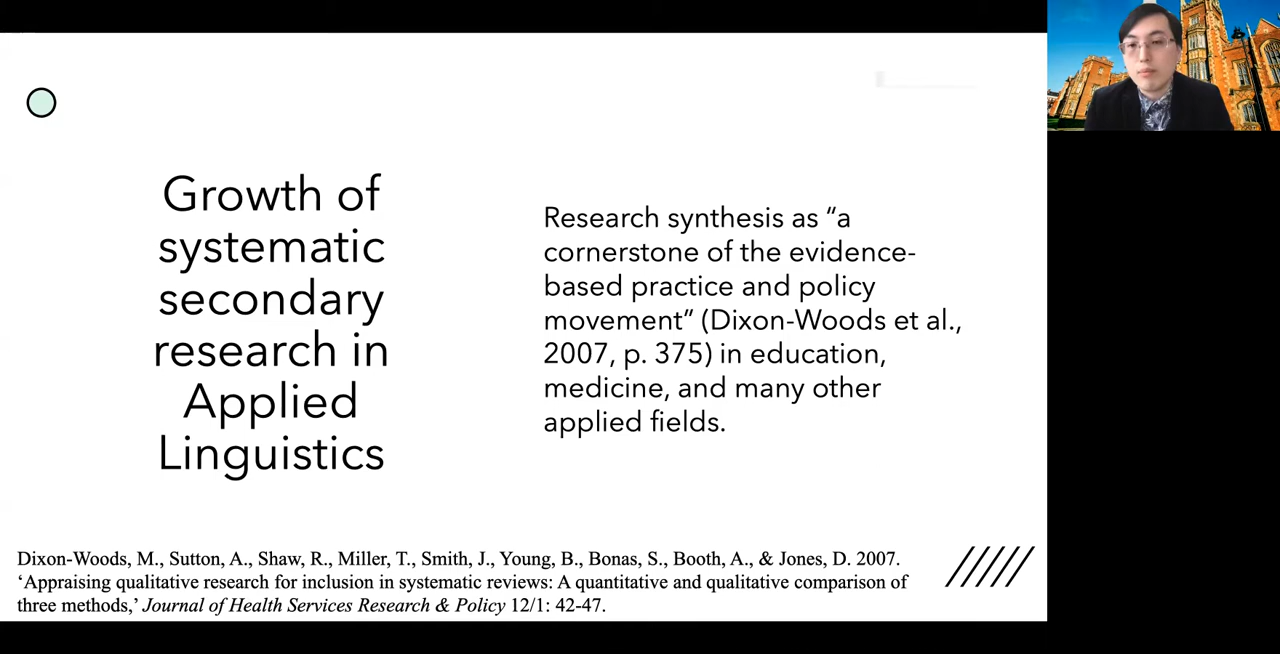 Growth of
systematic
secondary
research in
Applied
Linguistics
Research synthesis as “a
cornerstone of the evidence-
based practice and policy
movement” (Dixon-Woods et al.,
2007, p. 375) in education,
medicine, and many other
applied fields.
Dixon-Woods, M., Sutton, A., Shaw, R., Miller, T., Smith, J., Young, B., Bonas, S., Booth, A., & Jones, D. 2007.
‘Appraising qualitative research for inclusion in systematic reviews: A quantitative and qualitative comparison of
three methods,’ Journal of Health Services Research & Policy 12/1: 42-47.